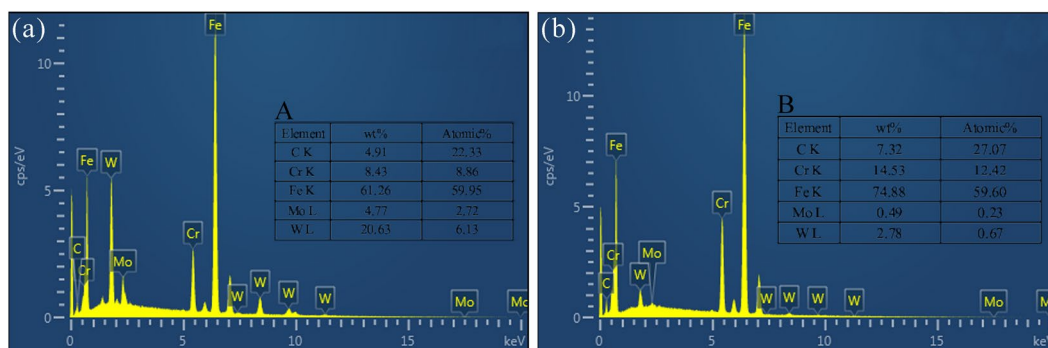 (a)
Fe
10
A
Element wt% Atomic%
C K 4.91 22.33
Cr K 8.43 8.86
Fe K 61.26 59.95
Mo L 4.77 2.72
W L 20.63 6.13
cps/eV
Fe
W
5
Cr
C
Cr
Mo
W
W
W
W
Mo
Mo
0
0
5
10
15
keV
(b)
Fe
10
B
Element wt% Atomic%
C K 7.32 27.07
Cr K 14.53 12.42
Fe K 74.88 59.60
Mo L 0.49 0.23
W L 2.78 0.67
cps/eV
Fe
5
Cr
Cr
Mo
C
W
W
W
W
W
Mo
Mo
0
0
5
10
15
keV